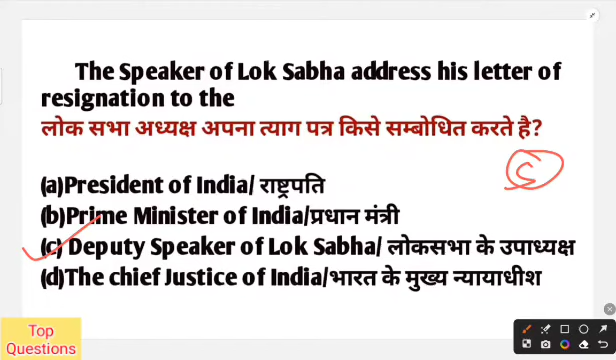 The Speaker of Lok Sabha address his letter of
resignation to the
लोक सभा अध्यक्ष अपना त्याग पत्र किसे सम्बोधित करते है?
(a)President of India/ राष्ट्रपति
(b)Prime Minister of India/प्रधान मंत्री
(c) Deputy Speaker of Lok Sabha/ लोकसभा के उपाध्यक्ष
(d)The chief Justice of India/भारत के मुख्य न्यायाधीश
C
Top
Questions